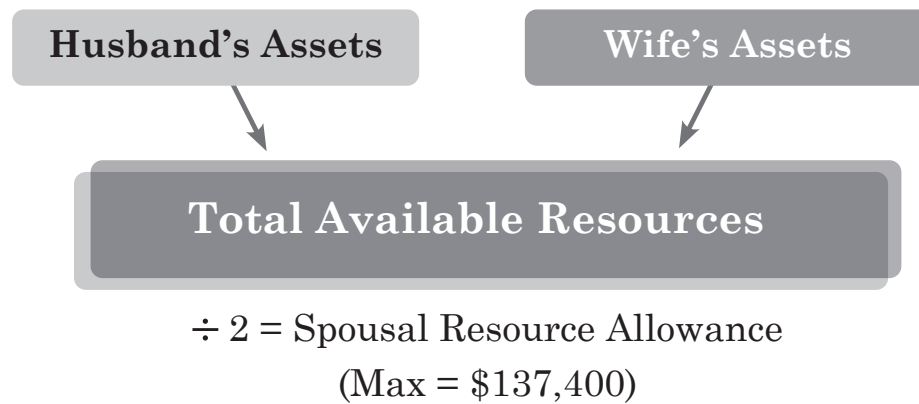 Husband's Assets
Wife's Assets
Total Available Resources
÷ 2 = Spousal Resource Allowance
(Max = $137,400)